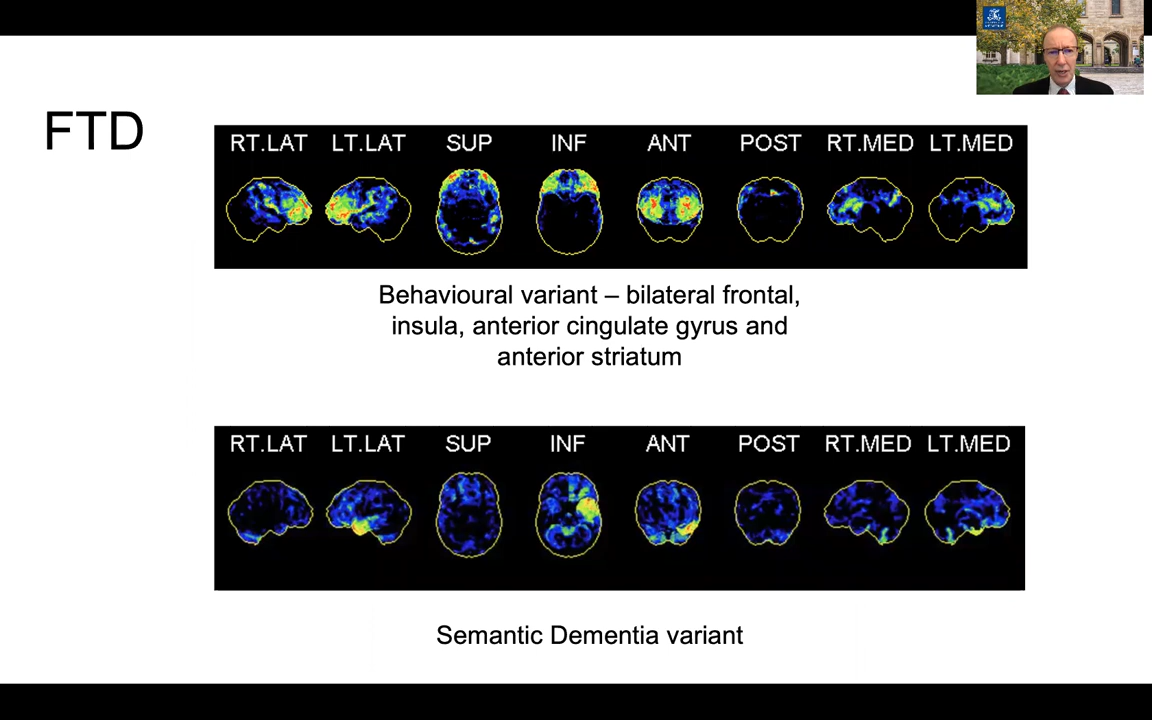 FTD
RT.LAT LT.LAT SUP INF ANT POST RT.MED LT.MED
Behavioural variant – bilateral frontal,
insula, anterior cingulate gyrus and
anterior striatum
RT.LAT LT.LAT SUP INF ANT POST RT.MED LT.MED
Semantic Dementia variant